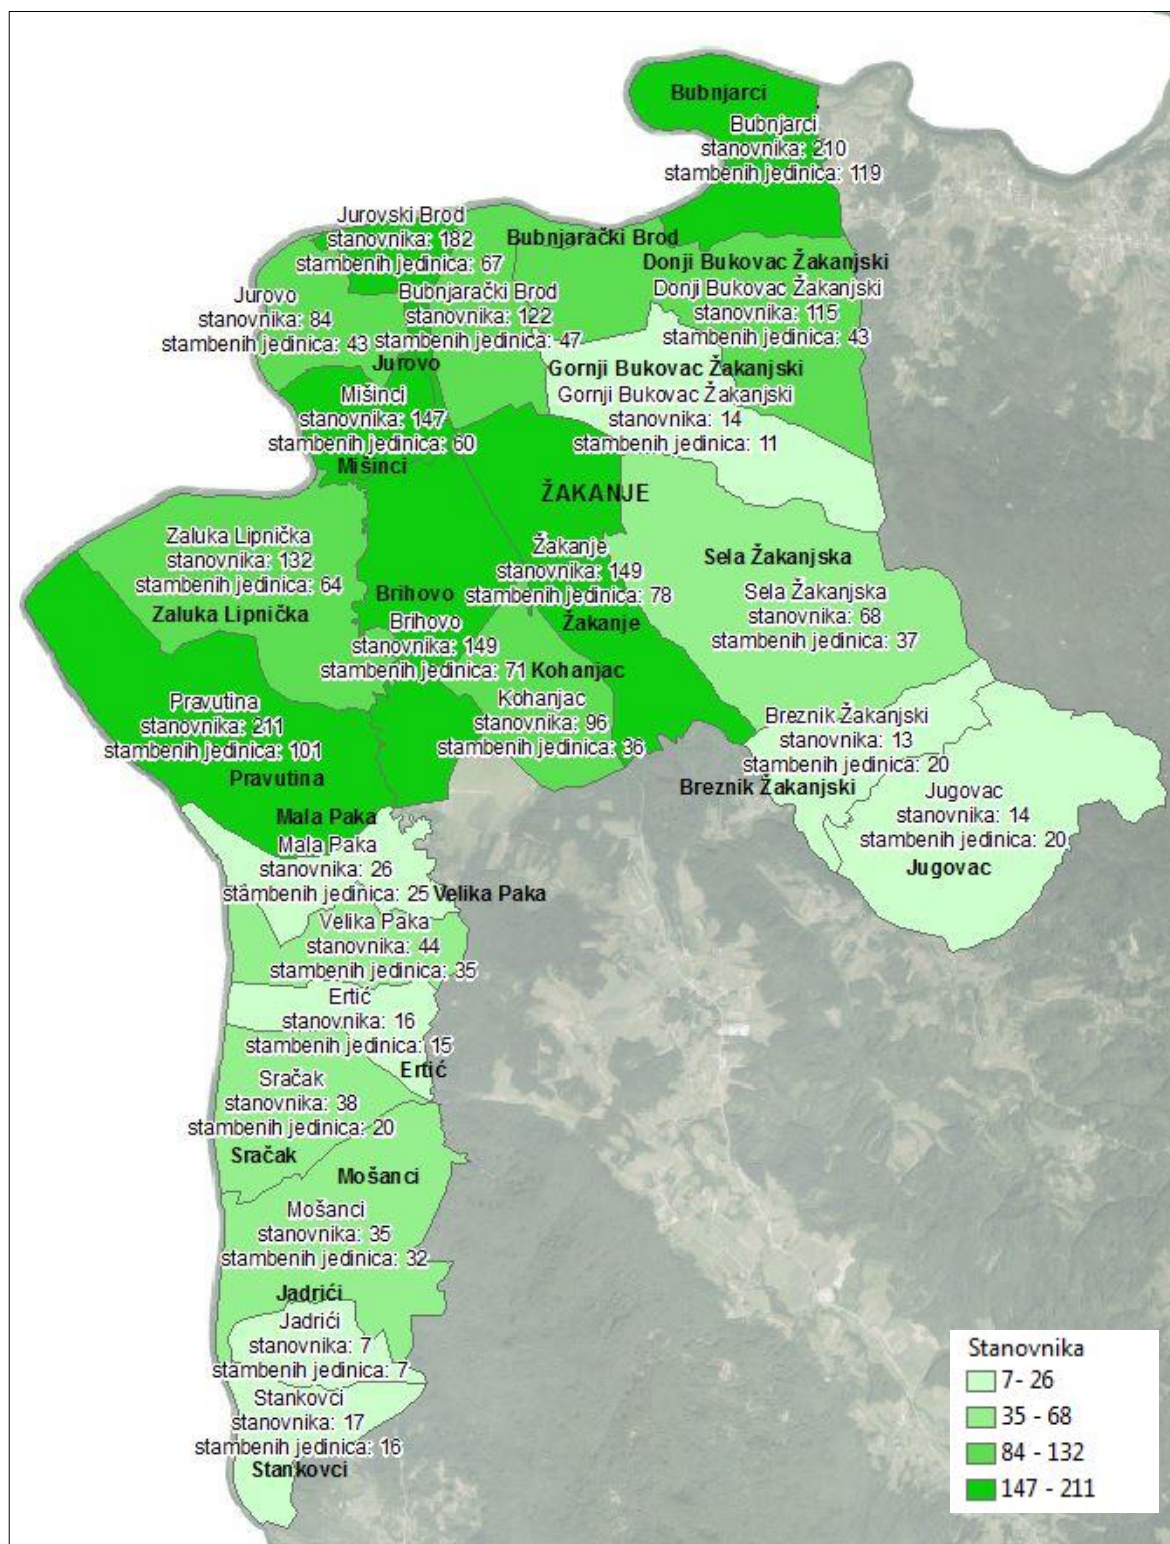 Bubnjarci
Bubnjarci
stanovnika: 210
stambenih jedinica: 119
Jurovski Brod
stanovnika: 182
stambenih jedinica: 67
Bubnjarački Brod
Bubnjarački Brod
stanovnika: 122
stambenih jedinica: 47
Donji Bukovac Žakanjski
Donji Bukovac Žakanjski
stanovnika: 115
stambenih jedinica: 43
Jurovo
stanovnika: 84
stambenih jedinica: 43
Jurovo
Gornji Bukovac Žakanjski
Gornji Bukovac Žakanjski
stanovnika: 14
stambenih jedinica: 11
Mišinci
stanovnika: 147
stambenih jedinica: 60
Mišinci
ŽAKANJE
Žakanje
stanovnika: 149
stambenih jedinica: 78
Žakanje
Zaluka Lipnička
stanovnika: 132
stambenih jedinica: 64
Zaluka Lipnička
Sela Žakanjska
Sela Žakanjska
stanovnika: 68
stambenih jedinica: 37
Brihovo
Brihovo
stanovnika: 149
stambenih jedinica: 71
Kohanjac
Kohanjac
stanovnika: 96
stambenih jedinica: 36
Pravutina
stanovnika: 211
stambenih jedinica: 101
Pravutina
Breznik Žakanjski
stanovnika: 13
stambenih jedinica: 20
Breznik Žakanjski
Jugovac
stanovnika: 14
stambenih jedinica: 20
Jugovac
Mala Paka
Mala Paka
stanovnika: 26
stambenih jedinica: 25
Velika Paka
Velika Paka
stanovnika: 44
stambenih jedinica: 35
Ertić
stanovnika: 16
stambenih jedinica: 15
Ertić
Sračak
stanovnika: 38
stambenih jedinica: 20
Sračak
Mošanci
Mošanci
stanovnika: 35
stambenih jedinica: 32
Jadrići
Jadrići
stanovnika: 7
stambenih jedinica: 7
Stankovci
stanovnika: 17
stambenih jedinica: 16
Stankovci
Stanovnika
7- 26
35 - 68
84 - 132
147 - 211